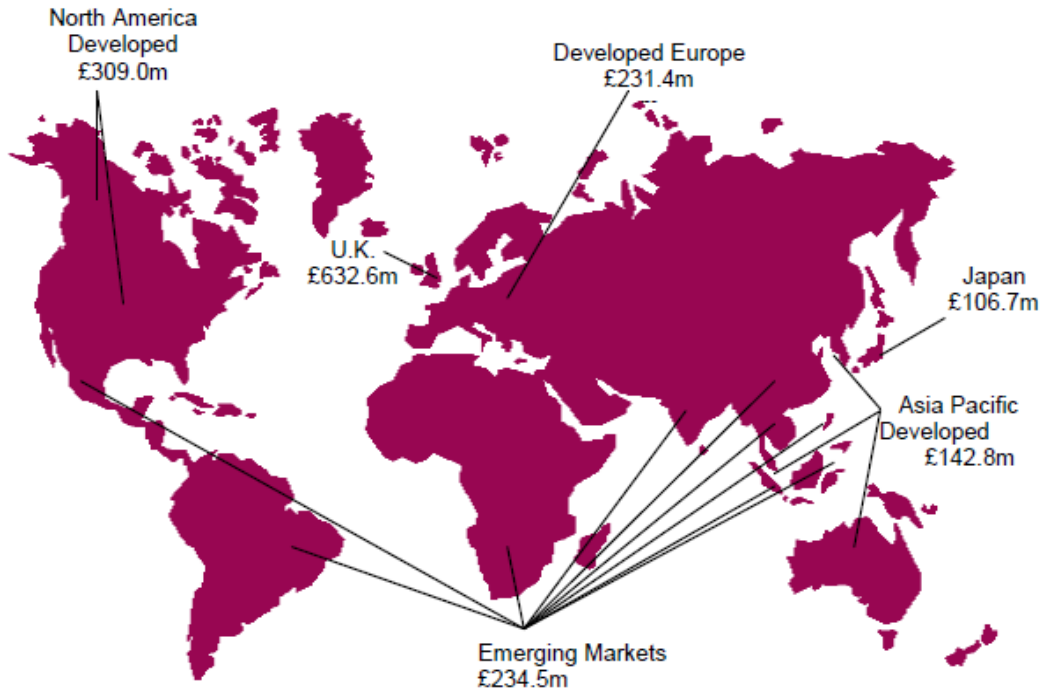 North America
Developed
£309.0m
Developed Europe
£231.4m
U.K.
£632.6m
Japan
£106.7m
Asia Pacific
Developed
£142.8m
Emerging Markets
£234.5m